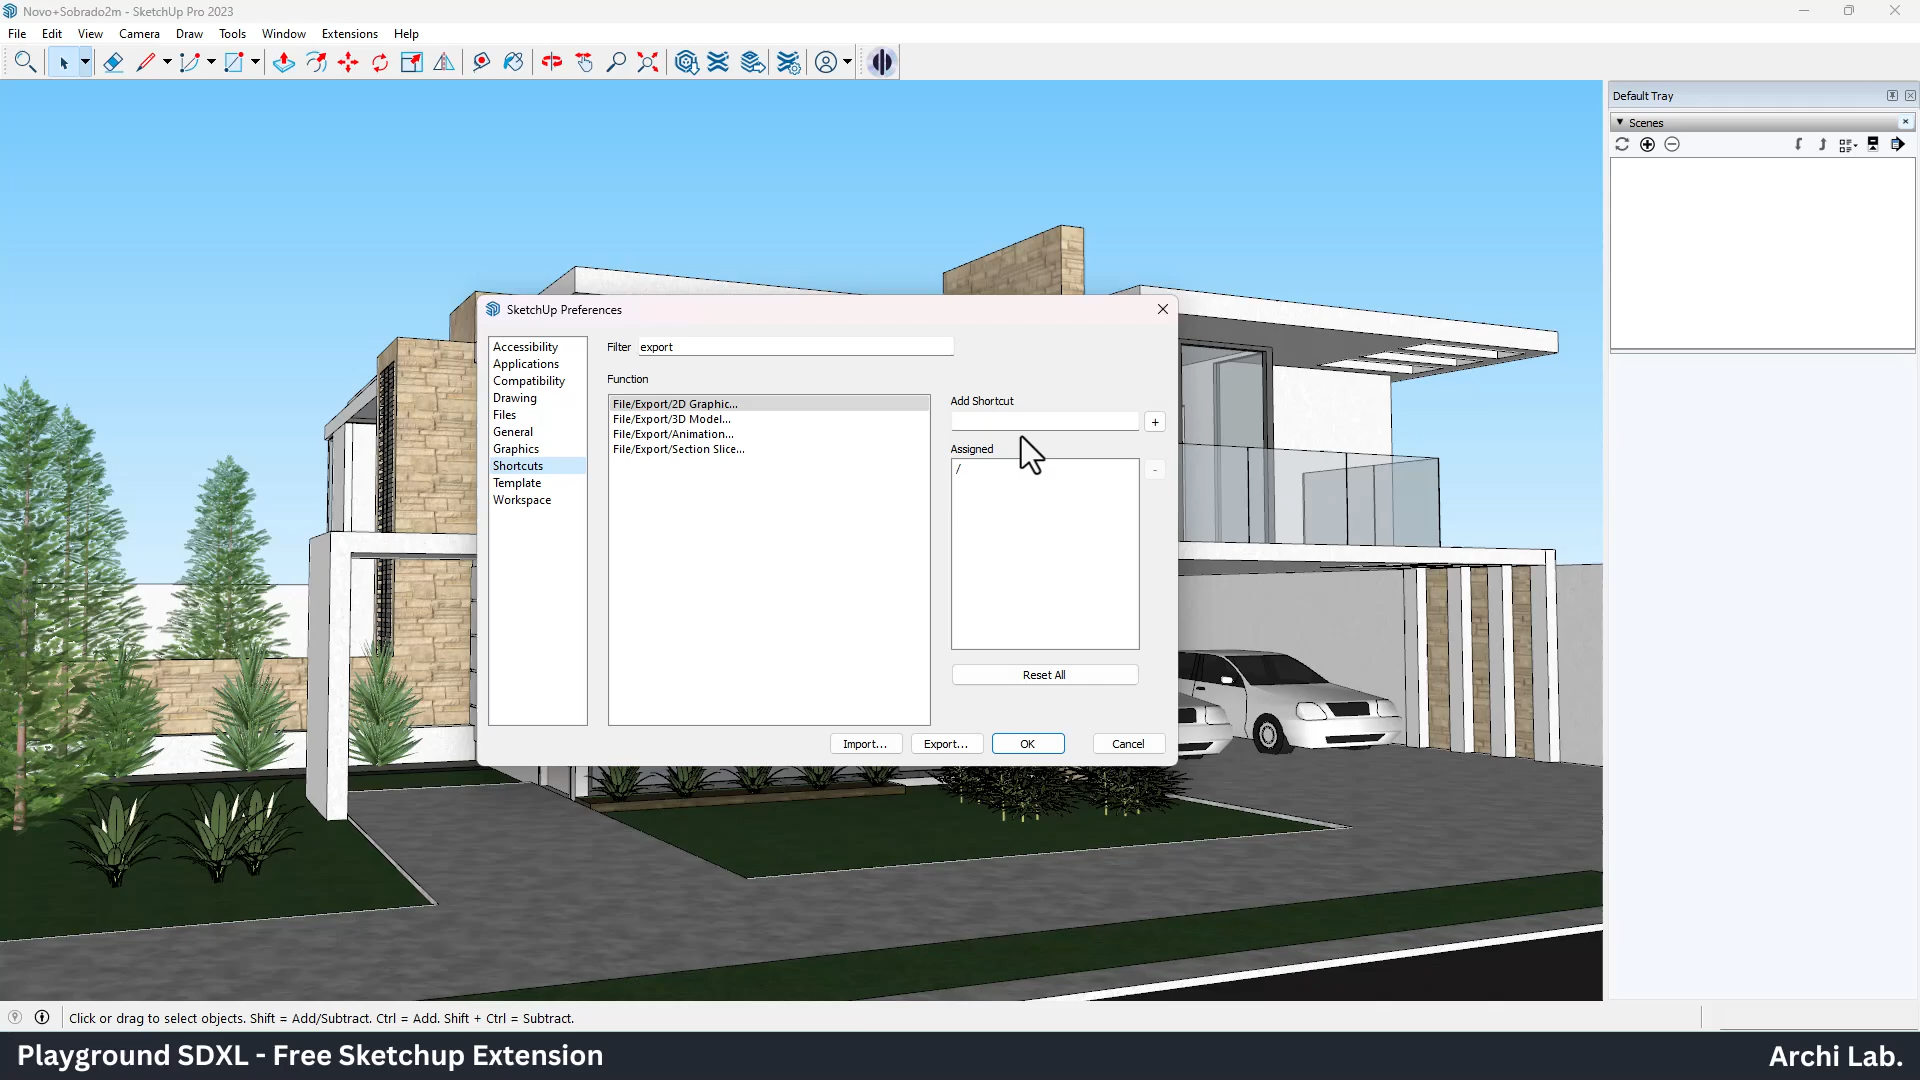 Novo+Sobrado2m - SketchUp Pro 2023
File Edit View Camera Draw Tools Window Extensions Help
Default Tray
Scenes
SketchUp Preferences
Accessibility
Applications
Compatibility
Drawing
Files
General
Graphics
Shortcuts
Template
Workspace
Filter export
Function
File/Export/2D Graphic...
File/Export/3D Model...
File/Export/Animation...
File/Export/Section Slice...
Add Shortcut
+
Assigned
/
-
Reset All
Import... Export... OK Cancel
Click or drag to select objects. Shift = Add/Subtract. Ctrl = Add. Shift + Ctrl = Subtract.
Playground SDXL - Free Sketchup Extension
Archi Lab.